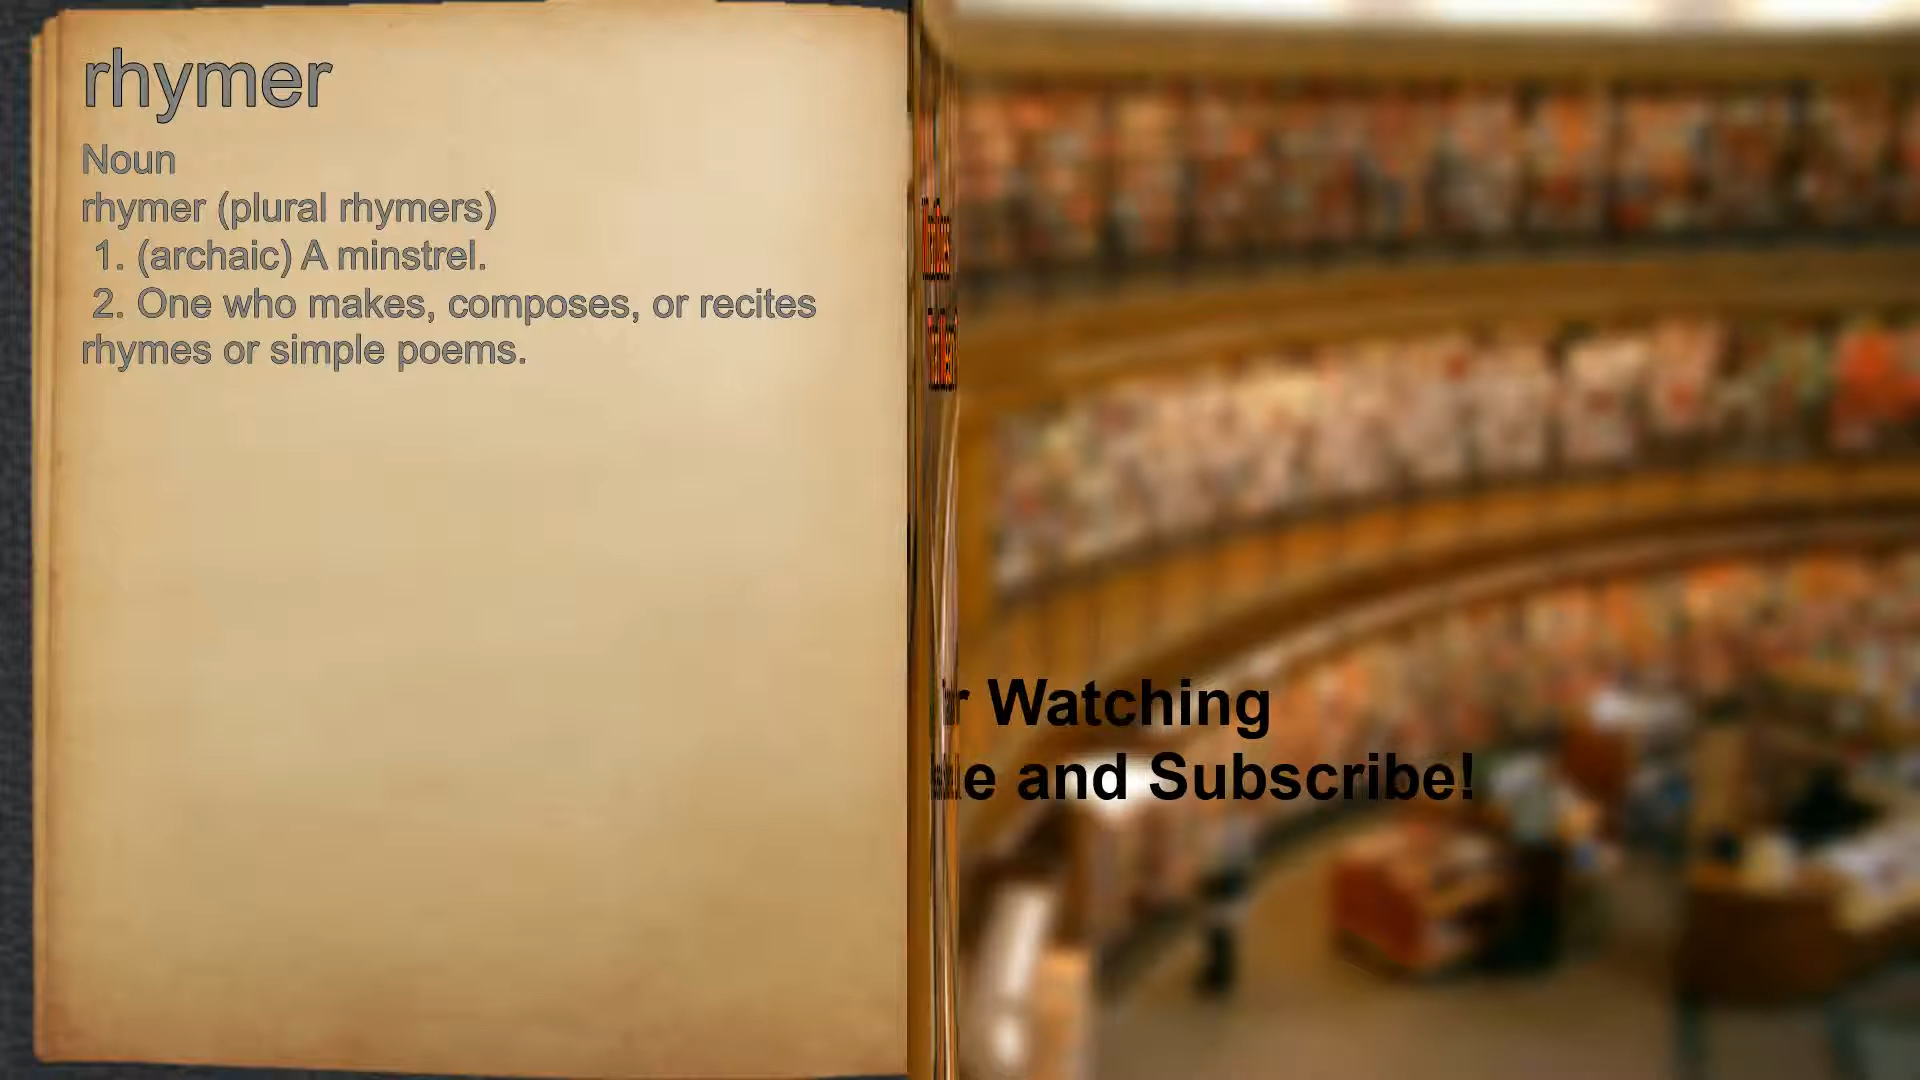 rhymer
Noun
rhymer (plural rhymers)
1. (archaic) A minstrel.
2. One who makes, composes, or recites
rhymes or simple poems.
Watching
and Subscribe!